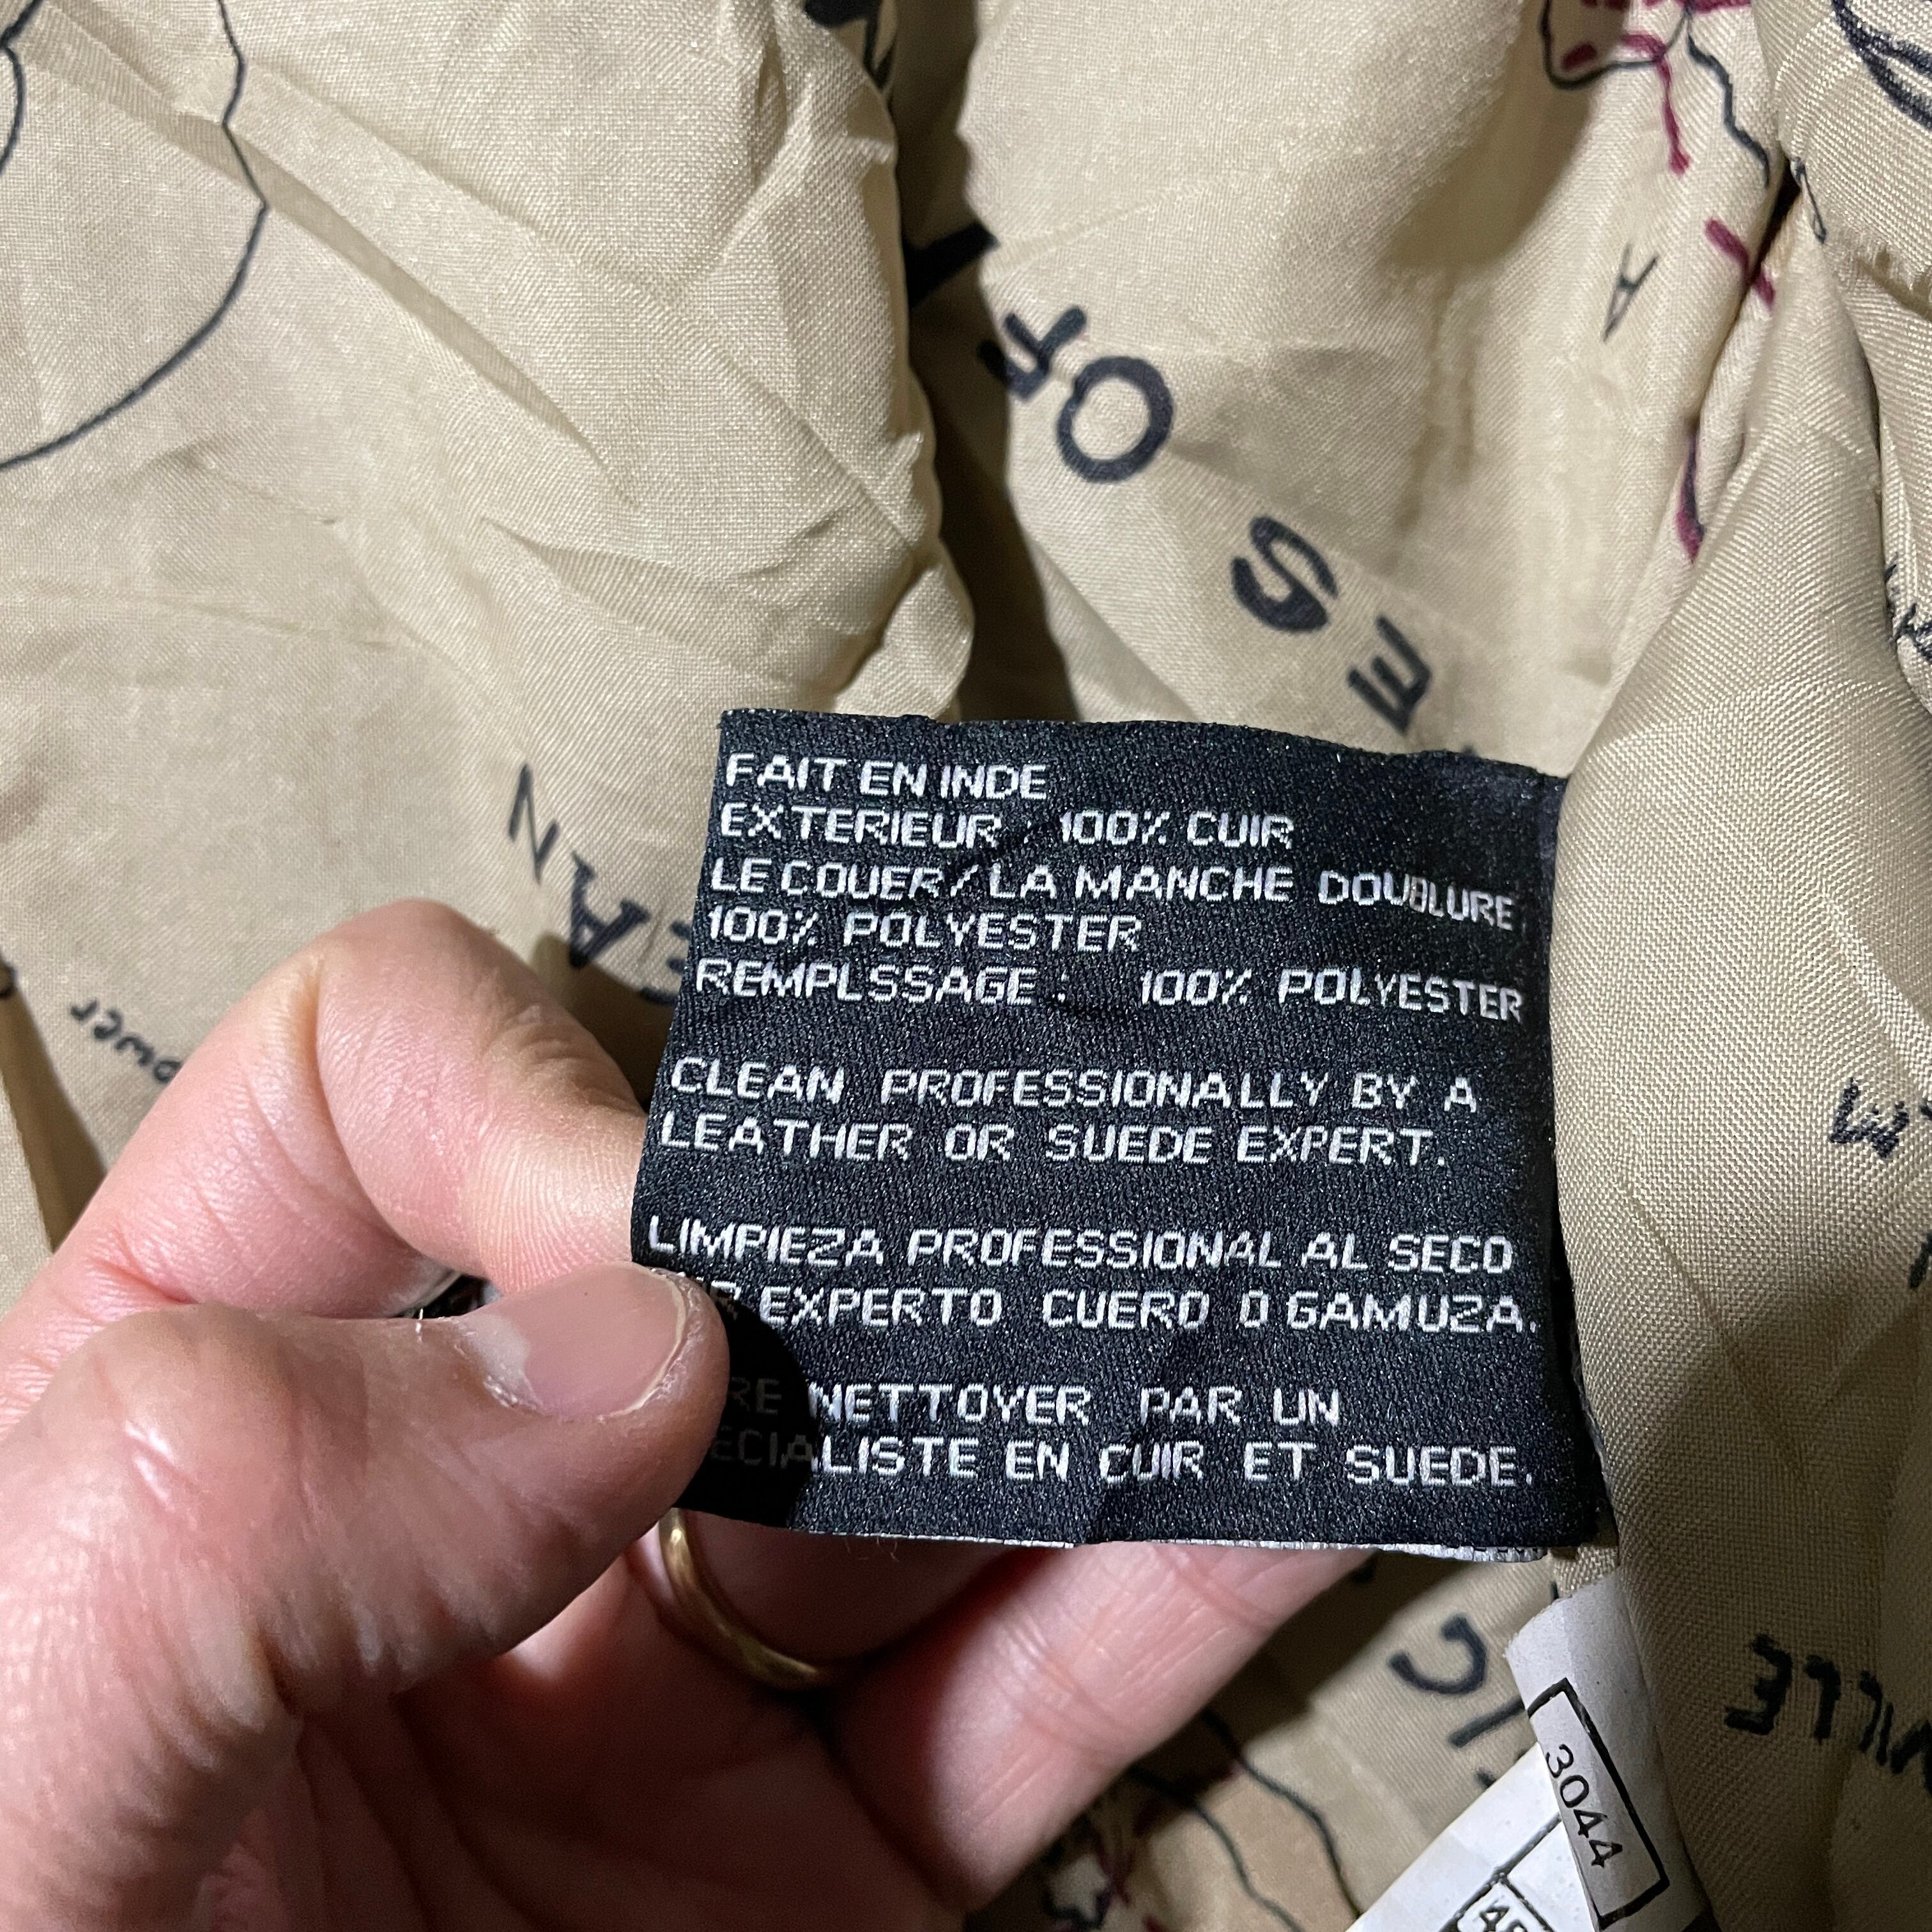 FAIT EN INDE
EXTERIEUR 100% CUIR
LE COUER/LA MANCHE DOUBLURE:
100% POLYESTER
REMPLSSAGE : 100% POLYESTER
CLEAN PROFESSIONALLY BY A
LEATHER OR SUEDE EXPERT.
LIMPIEZA PROFESSIONAL AL SECO
EXPERTO CUERO O GAMUZA.
NETTOYER PAR UN
ECIALISTE EN CUIR ET SUEDE.
3044
A
power